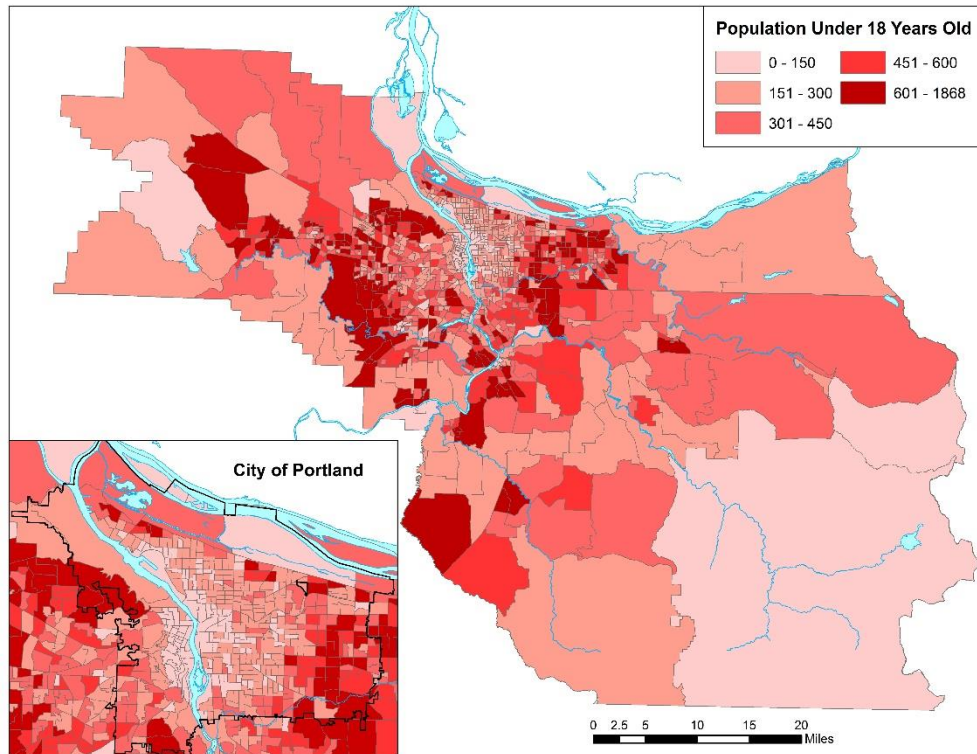 Population Under 18 Years Old
0 - 150
451 - 600
151 - 300
601 - 1868
301 - 450
City of Portland
0 2.5 5 10 15 20
Miles